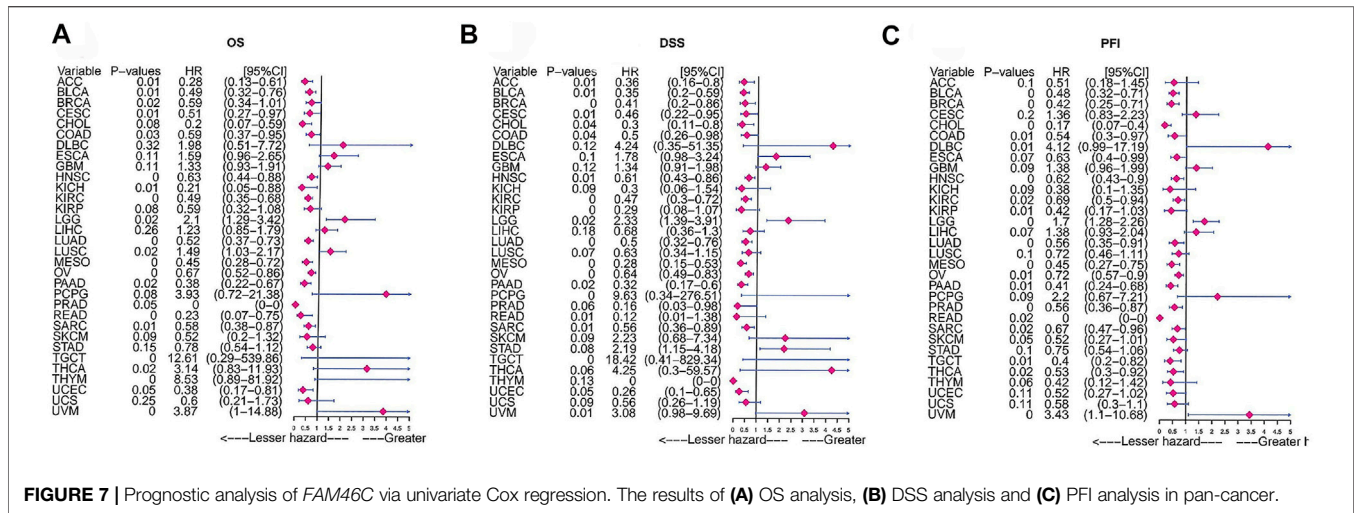 A
OS
Variable P-values HR [95%CI]
ACC 0.01 0.28 (0.13-0.61)
BLCA 0.01 0.49 (0.32-0.76)
BRCA 0.02 0.59 (0.34-1.01)
CESC 0.01 0.51 (0.27-0.97)
CHOL 0.08 0.2 (0.07-0.59)
COAD 0.03 0.59 (0.37-0.95)
DLBC 0.32 1.98 (0.51-7.72)
ESCA 0.11 1.59 (0.96-2.65)
GBM 0.11 1.33 (0.93-1.91)
HNSC 0 0.63 (0.44-0.88)
KICH 0.01 0.21 (0.05-0.88)
KIRC 0 0.49 (0.35-0.68)
KIRP 0.08 0.59 (0.32-1.08)
LGG 0.02 2.1 (1.29-3.42)
LIHC 0.26 1.23 (0.85-1.79)
LUAD 0 0.52 (0.37-0.73)
LUSC 0.02 1.49 (1.03-2.17)
MESO 0 0.45 (0.28-0.72)
OV 0 0.67 (0.52-0.86)
PAAD 0.02 0.38 (0.22-0.67)
PCPG 0.08 3.93 (0.72-21.38)
PRAD 0.05 0 (0-0)
READ 0 0.23 (0.07-0.75)
SARC 0.01 0.58 (0.38-0.87)
SKCM 0.09 0.52 (0.2-1.32)
STAD 0.15 0.78 (0.54-1.12)
TGCT 0 12.61 (0.29-539.86)
THCA 0.02 3.14 (0.83-11.93)
THYM 0 8.53 (0.89-81.92)
UCEC 0.05 0.38 (0.17-0.81)
UCS 0.25 0.6 (0.21-1.73)
UVM 0 3.87 (1-14.88)
0 0.5 1 1.5 2 2.5 3 3.5 4 4.5 5
<----Lesser hazard---- ----Greater
B
DSS
Variable P-values HR [95%CI]
ACC 0.01 0.36 (0.16-0.8)
BLCA 0.01 0.35 (0.2-0.59)
BRCA 0 0.41 (0.2-0.86)
CESC 0.01 0.46 (0.22-0.95)
CHOL 0.04 0.3 (0.11-0.8)
COAD 0.04 0.5 (0.26-0.98)
DLBC 0.12 4.24 (0.35-51.35)
ESCA 0.1 1.78 (0.98-3.24)
GBM 0.12 1.34 (0.91-1.98)
HNSC 0.01 0.61 (0.43-0.86)
KICH 0.09 0.3 (0.06-1.54)
KIRC 0 0.47 (0.3-0.72)
KIRP 0 0.29 (0.08-1.07)
LGG 0.02 2.33 (1.39-3.91)
LIHC 0.18 0.68 (0.36-1.3)
LUAD 0 0.5 (0.32-0.76)
LUSC 0.07 0.63 (0.34-1.15)
MESO 0 0.28 (0.15-0.53)
OV 0 0.64 (0.49-0.83)
PAAD 0.02 0.32 (0.17-0.6)
PCPG 0 9.63 (0.34-276.51)
PRAD 0.06 0.16 (0.03-0.98)
READ 0.01 0.12 (0.01-1.38)
SARC 0.01 0.56 (0.36-0.89)
SKCM 0.09 2.23 (0.68-7.34)
STAD 0.08 2.19 (1.15-4.18)
TGCT 0 18.42 (0.41-829.34)
THCA 0.06 4.25 (0.3-59.57)
THYM 0.13 0 (0-0)
UCEC 0.05 0.26 (0.1-0.65)
UCS 0.09 0.56 (0.26-1.19)
UVM 0.01 3.08 (0.98-9.69)
0 0.5 1 1.5 2 2.5 3 3.5 4 4.5 5
<----Lesser hazard---- ----Greater
C
PFI
Variable P-values HR [95%CI]
ACC 0.1 0.51 (0.18-1.45)
BLCA 0 0.48 (0.32-0.71)
BRCA 0 0.42 (0.25-0.71)
CESC 0.2 1.36 (0.83-2.23)
CHOL 0 0.17 (0.07-0.4)
COAD 0.01 0.54 (0.3-0.97)
DLBC 0.01 4.12 (0.99-17.19)
ESCA 0.07 0.63 (0.4-0.99)
GBM 0.09 1.38 (0.96-1.99)
HNSC 0 0.62 (0.43-0.9)
KICH 0.09 0.38 (0.1-1.35)
KIRC 0.02 0.69 (0.5-0.94)
KIRP 0.01 0.42 (0.17-1.03)
LGG 0 1.7 (1.28-2.26)
LIHC 0.07 1.38 (0.93-2.04)
LUAD 0 0.56 (0.35-0.91)
LUSC 0.1 0.72 (0.46-1.11)
MESO 0 0.45 (0.27-0.75)
OV 0.01 0.72 (0.57-0.9)
PAAD 0.01 0.41 (0.24-0.68)
PCPG 0.09 2.2 (0.67-7.21)
PRAD 0 0.56 (0.36-0.87)
READ 0.02 0 (0-0)
SARC 0.02 0.67 (0.47-0.96)
SKCM 0.05 0.52 (0.27-1.01)
STAD 0.1 0.75 (0.54-1.06)
TGCT 0.01 0.4 (0.2-0.82)
THCA 0.02 0.53 (0.3-0.92)
THYM 0.06 0.42 (0.12-1.42)
UCEC 0.11 0.52 (0.27-1.02)
UCS 0.11 0.58 (0.3-1.1)
UVM 0 3.43 (1.1-10.68)
0 0.5 1 1.5 2 2.5 3 3.5 4 4.5 5
<----Lesser hazard---- ----Greater h
FIGURE 7 | Prognostic analysis of FAM46C via univariate Cox regression. The results of (A) OS analysis, (B) DSS analysis and (C) PFI analysis in pan-cancer.